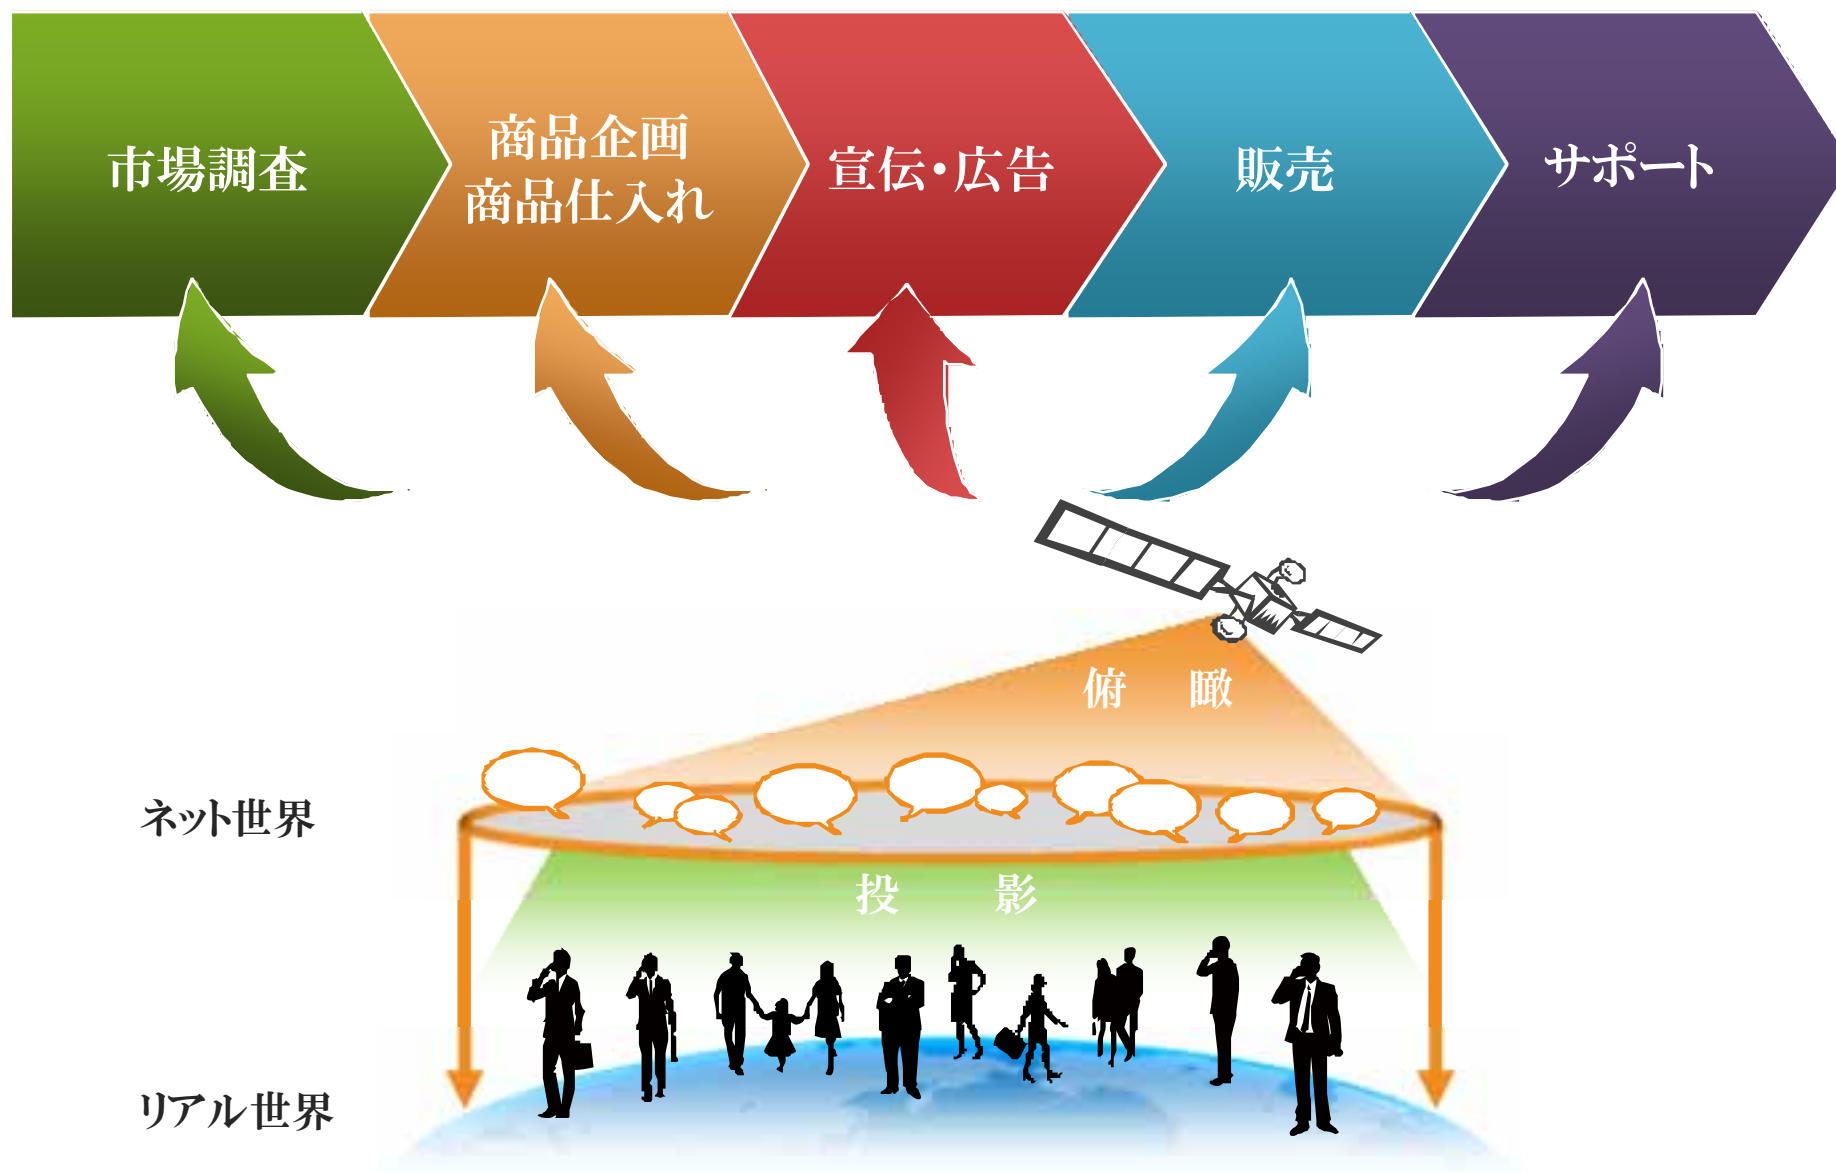 市場調査
商品企画
商品仕入れ
宣伝・広告
販売
サポート
俯　瞰
ネット世界
投　影
リアル世界